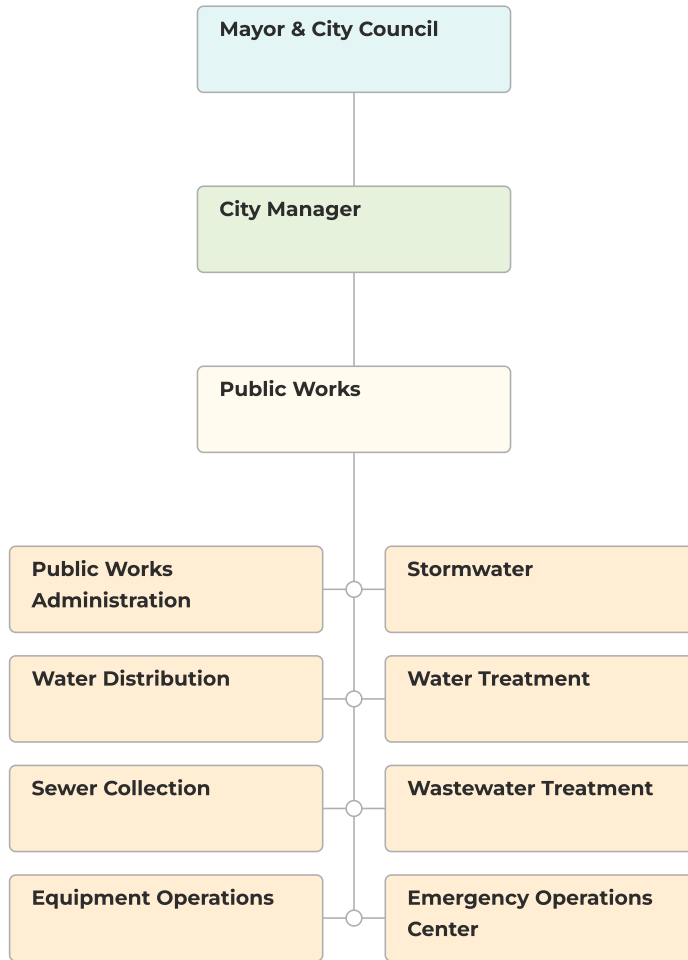 Mayor & City Council
City Manager
Public Works
Public Works
Administration
Stormwater
Water Distribution
Water Treatment
Sewer Collection
Wastewater Treatment
Equipment Operations
Emergency Operations
Center